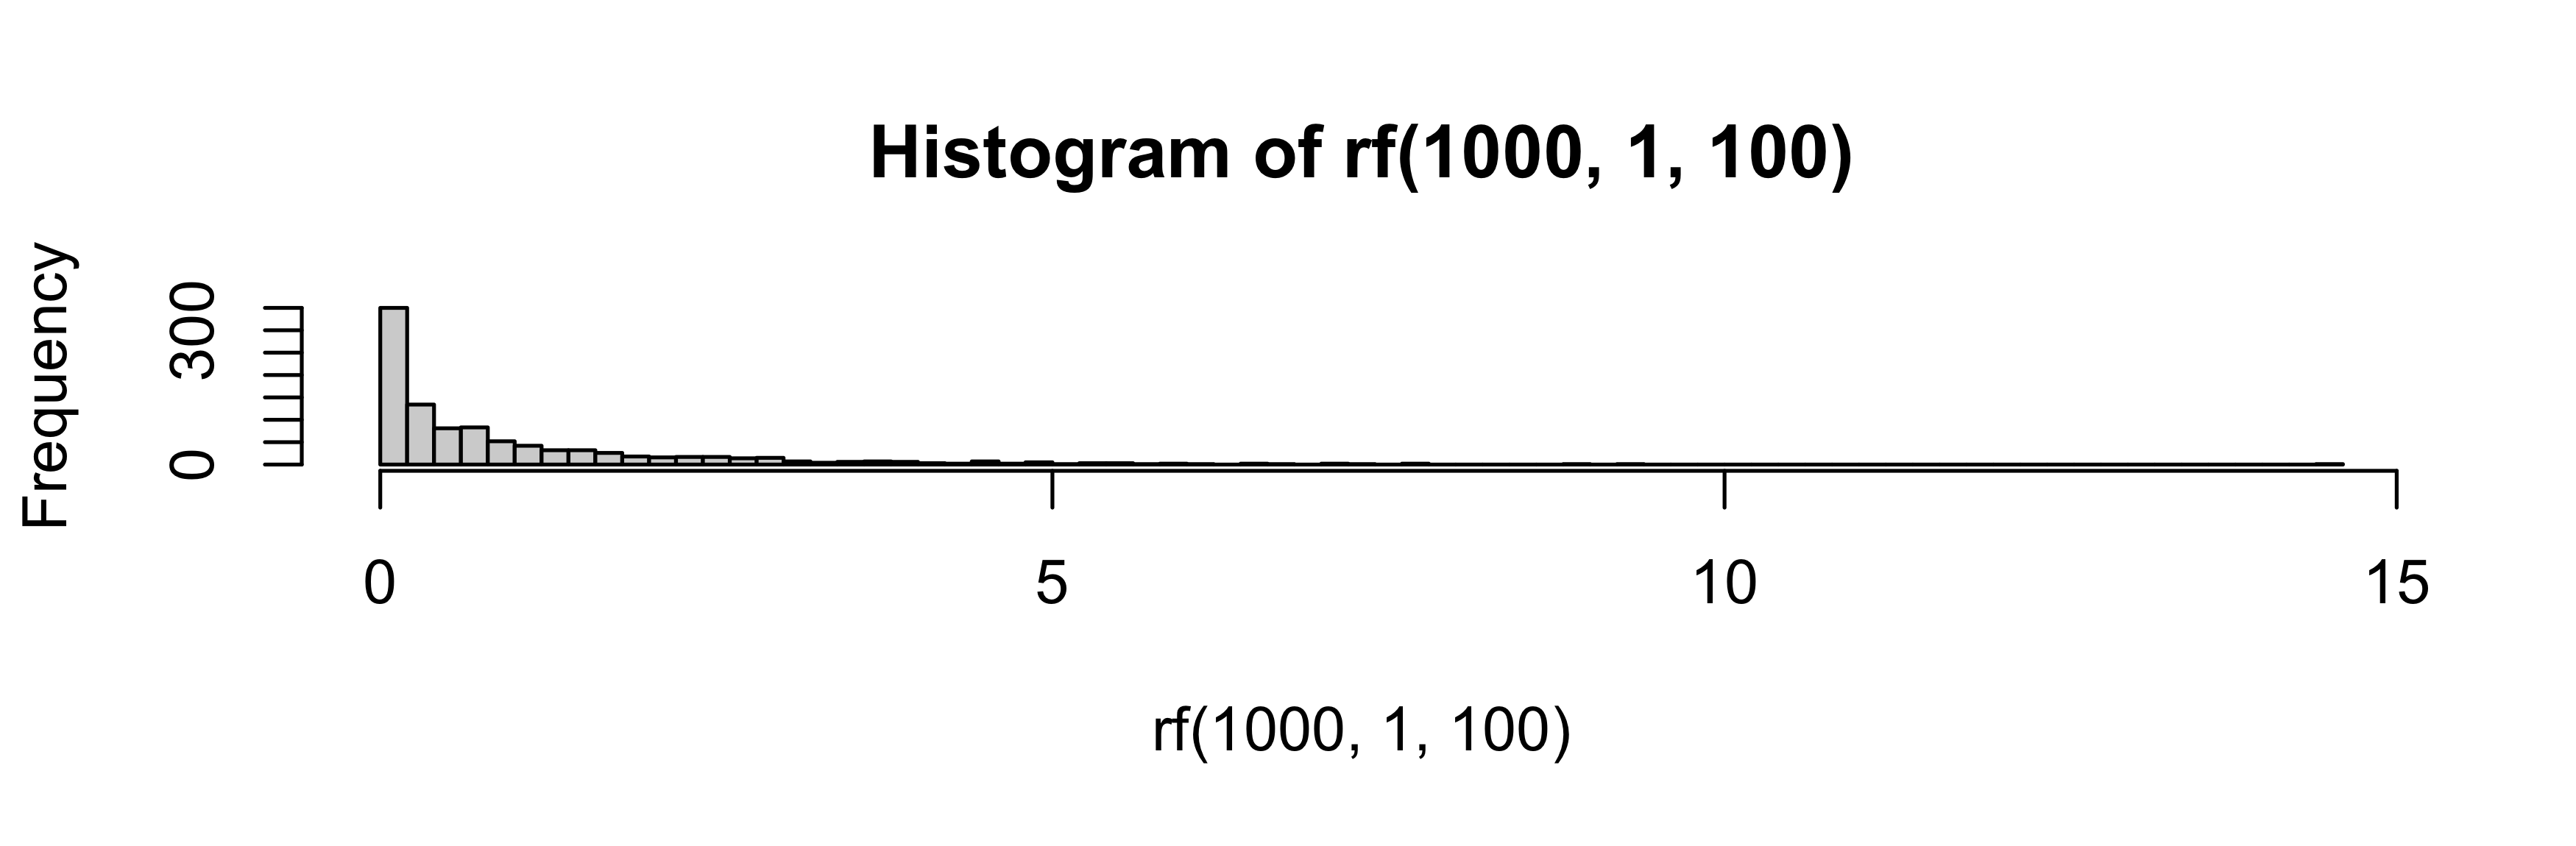 Histogram of rf(1000, 1, 100)
Frequency
300
0
0 5 10 15
rf(1000, 1, 100)